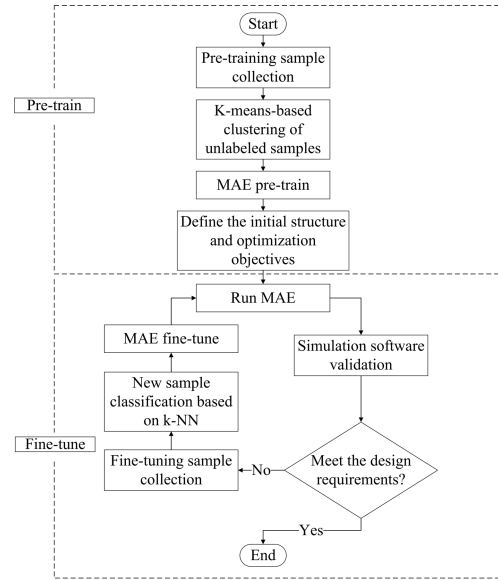 Start
Pre-training sample
collection
Pre-train
K-means-based
clustering of
unlabeled samples
MAE pre-train
Define the initial structure
and optimization
objectives
Run MAE
MAE fine-tune
Simulation software
validation
New sample
classification based
on k-NN
Fine-tune
Fine-tuning sample
collection
No
Meet the design
requirements?
Yes
End